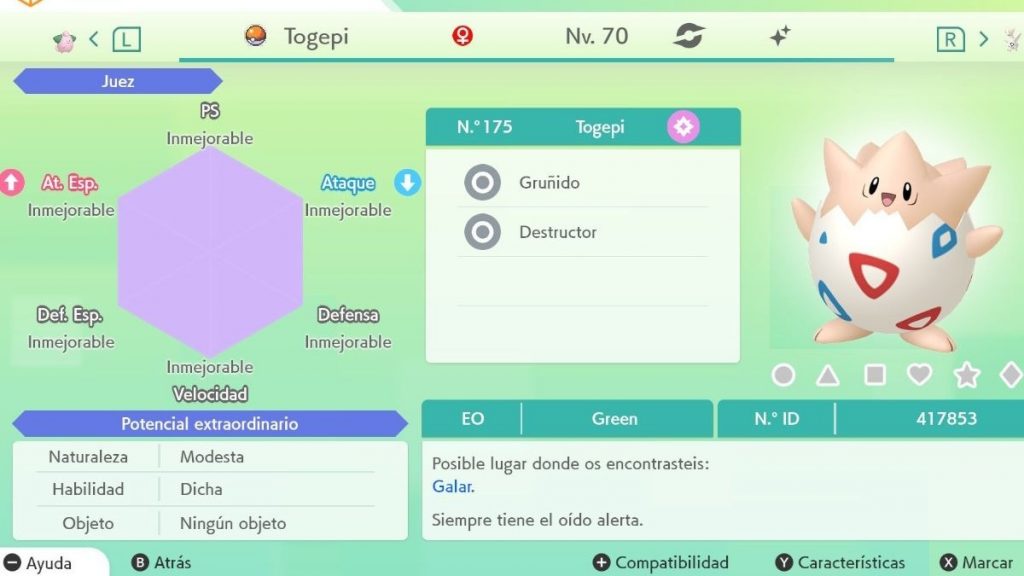 L
Togepi
Nv. 70
R
Juez
PS
Inmejorable
At. Esp.
Inmejorable
Ataque
Inmejorable
Def. Esp.
Inmejorable
Defensa
Inmejorable
Inmejorable
Velocidad
N.° 175 Togepi
Gruñido
Destructor
Potencial extraordinario
Naturaleza Modesta
Habilidad Dicha
Objeto Ningún objeto
EO Green
N.° ID 417853
Posible lugar donde os encontrasteis:
Galar.
Siempre tiene el oído alerta.
Ayuda
B Atrás
Compatibilidad
Y Características
X Marcar